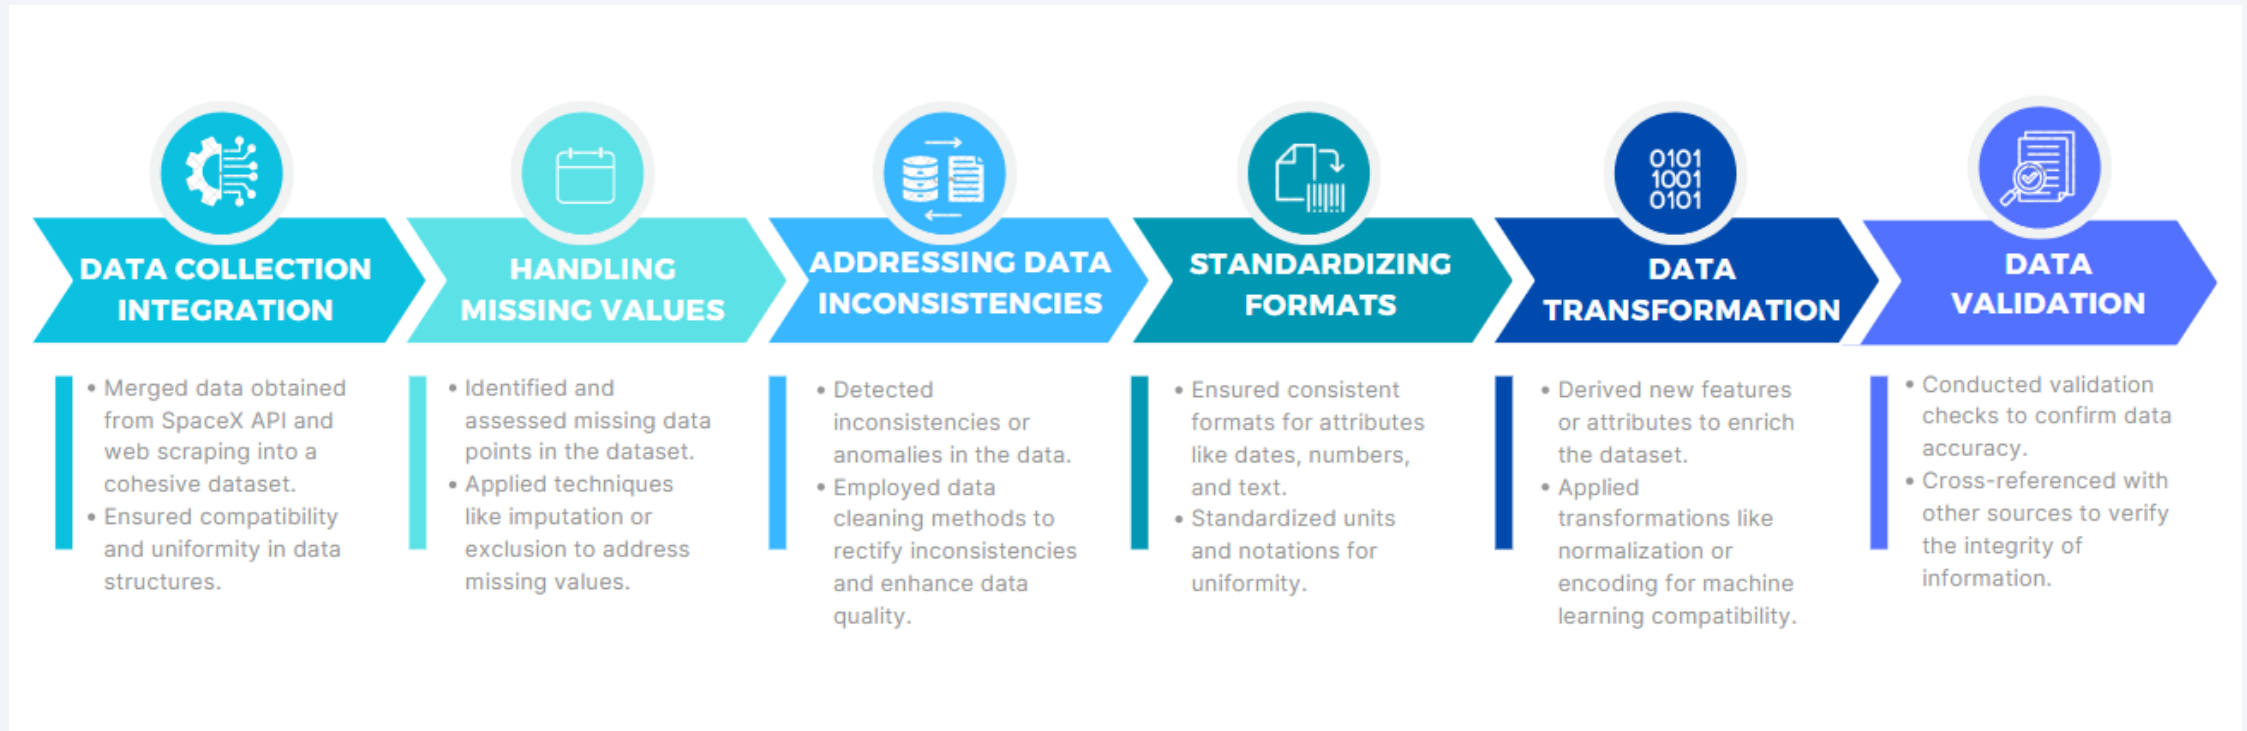 0101
1001
0101
DATA COLLECTION
INTEGRATION
HANDLING
MISSING VALUES
ADDRESSING DATA
INCONSISTENCIES
STANDARDIZING
FORMATS
DATA
TRANSFORMATION
DATA
VALIDATION
• Merged data obtained
from SpaceX API and
web scraping into a
cohesive dataset.
• Ensured compatibility
and uniformity in data
structures.
• Identified and
assessed missing data
points in the dataset.
• Applied techniques
like imputation or
exclusion to address
missing values.
• Detected
inconsistencies or
anomalies in the data.
• Employed data
cleaning methods to
rectify inconsistencies
and enhance data
quality.
• Ensured consistent
formats for attributes
like dates, numbers,
and text.
• Standardized units
and notations for
uniformity.
• Derived new features
or attributes to enrich
the dataset.
• Applied
transformations like
normalization or
encoding for machine
learning compatibility.
• Conducted validation
checks to confirm data
accuracy.
• Cross-referenced with
other sources to verify
the integrity of
information.